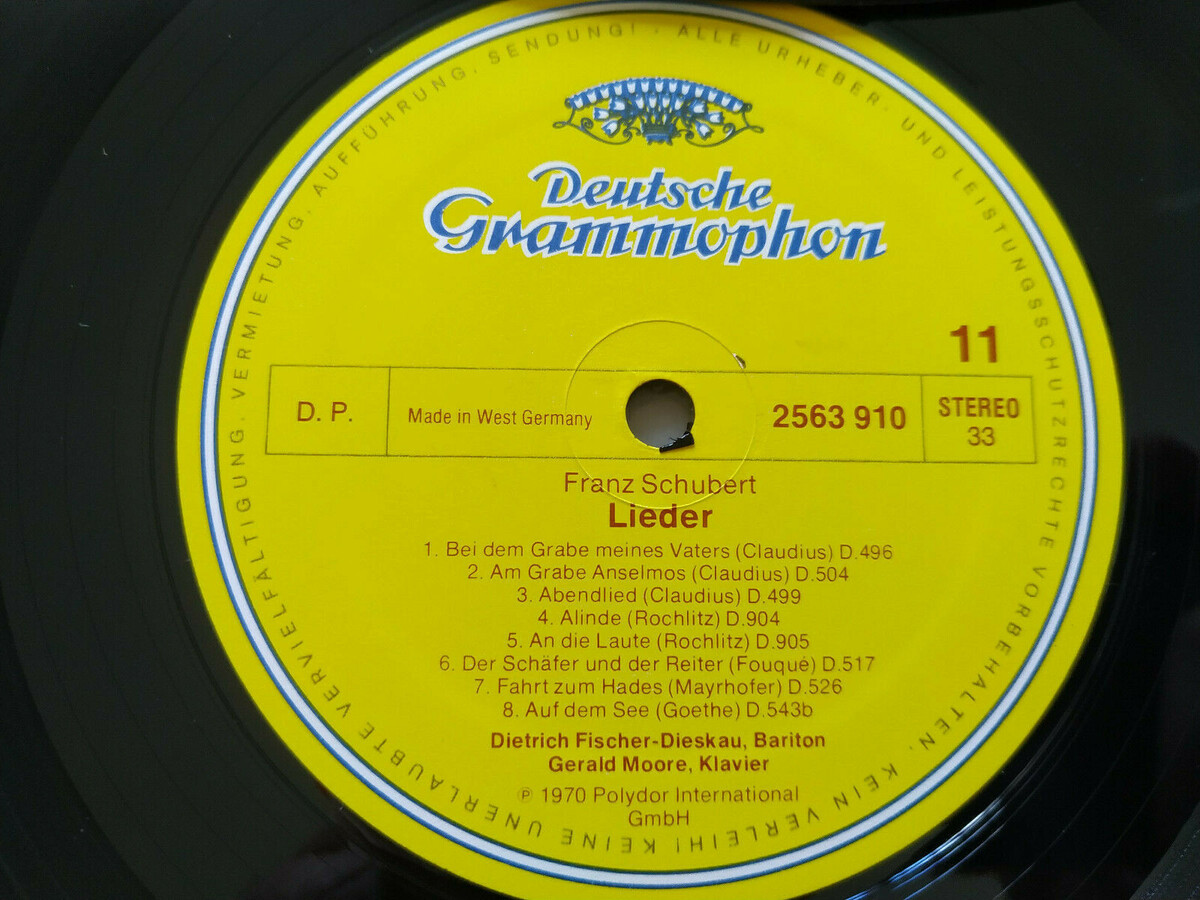 ALLE URHEBER- UND LEISTUNGSSCHUTZRECHTE VORBEHALTEN. KEIN VERLEIH! KEINE UNERLAUBTE VERVIELFÄLTIGUNG, VERMIETUNG, AUFFÜHRUNG, SENDUNG! ·
Deutsche
Grammophon
11
D. P.
Made in West Germany
2563 910
STEREO
33
Franz Schubert
Lieder
1. Bei dem Grabe meines Vaters (Claudius) D.496
2. Am Grabe Anselmos (Claudius) D.504
3. Abendlied (Claudius) D.499
4. Alinde (Rochlitz) D.904
5. An die Laute (Rochlitz) D.905
6. Der Schäfer und der Reiter (Fouqué) D.517
7. Fahrt zum Hades (Mayrhofer) D.526
8. Auf dem See (Goethe) D.543b
Dietrich Fischer-Dieskau, Bariton
Gerald Moore, Klavier
℗ 1970 Polydor International
GmbH